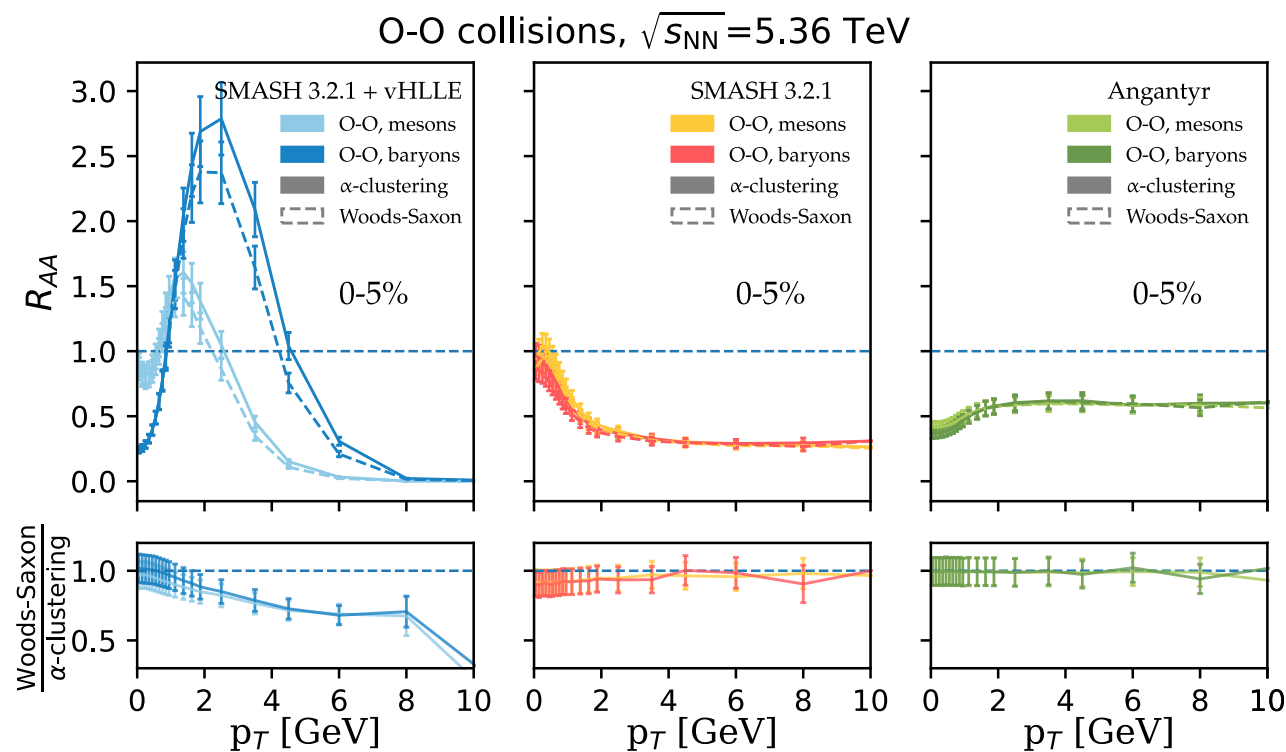 O-O collisions, √sNN=5.36 TeV
SMASH 3.2.1 + vHLLE
O-O, mesons
O-O, baryons
α-clustering
Woods-Saxon
0-5%
SMASH 3.2.1
O-O, mesons
O-O, baryons
α-clustering
Woods-Saxon
0-5%
Angantyr
O-O, mesons
O-O, baryons
α-clustering
Woods-Saxon
0-5%
RAA
3.0
2.5
2.0
1.5
1.0
0.5
0.0
Woods-Saxon
α-clustering
1.0
0.5
0 2 4 6 8 10
0 2 4 6 8 10
0 2 4 6 8 10
pT [GeV]
pT [GeV]
pT [GeV]